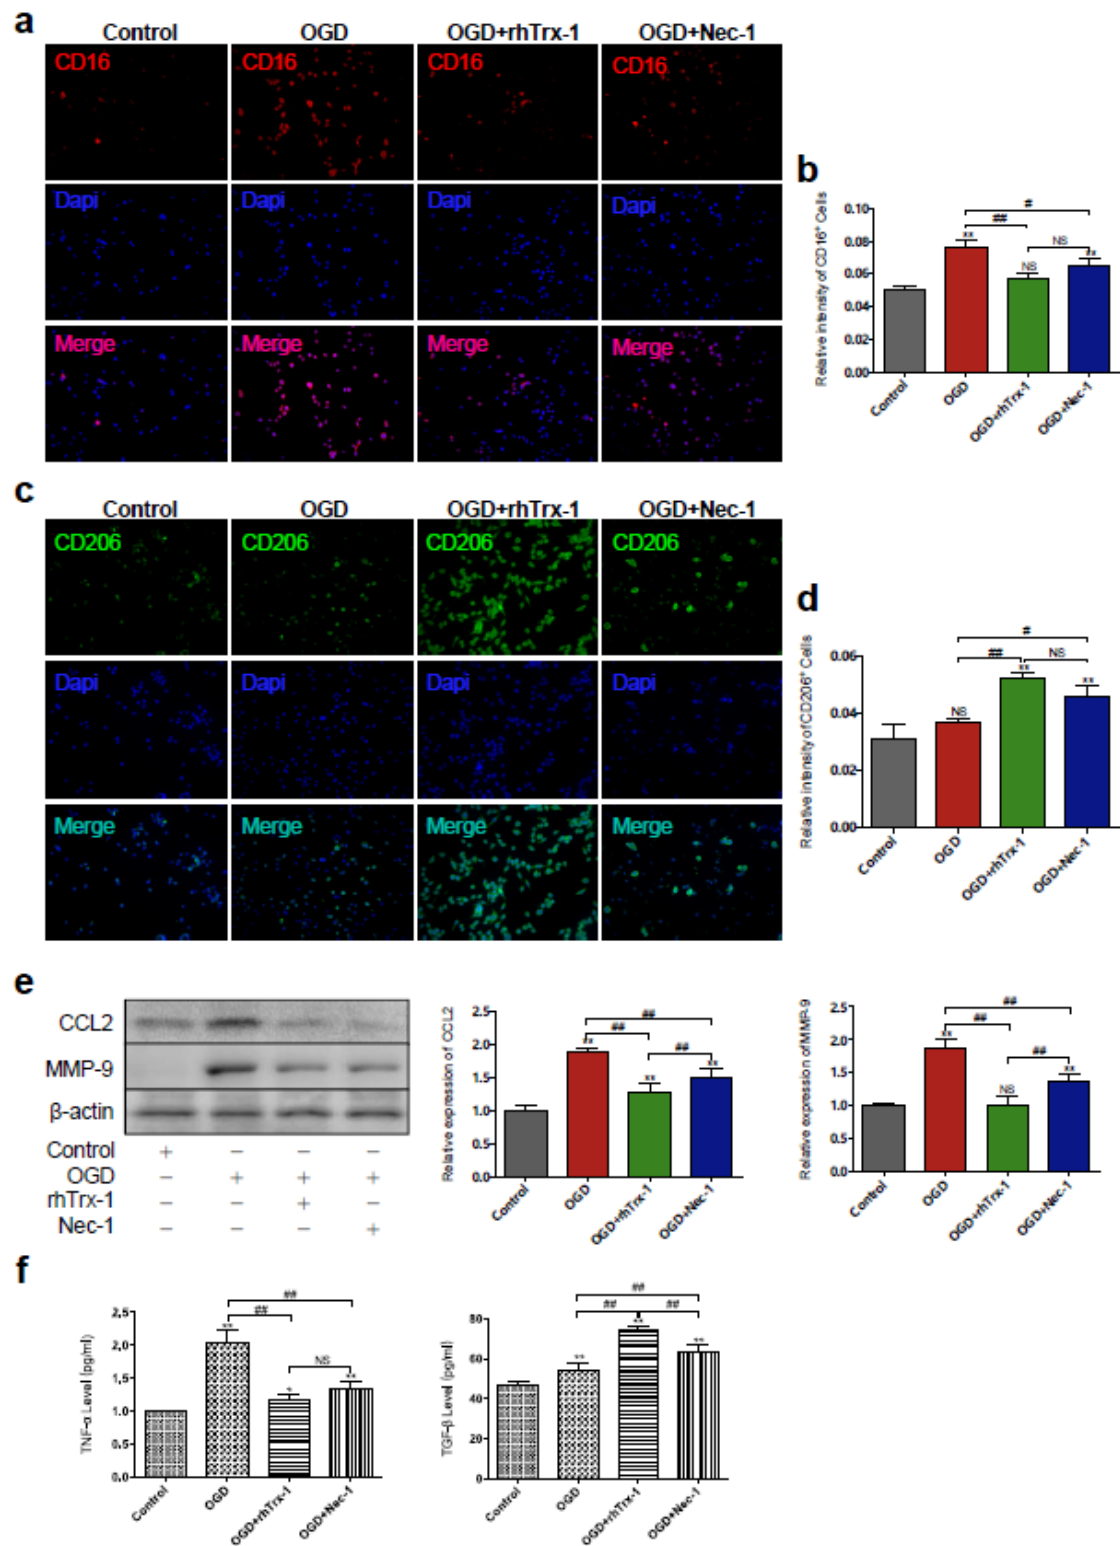 a
Control OGD OGD+rhTrx-1 OGD+Nec-1
CD16 CD16 CD16 CD16
Dapi Dapi Dapi Dapi
Merge Merge Merge Merge
b
Relative intensity of CD16+ Cells
0.10
0.08
0.06
0.04
0.02
0.00
#
##
NS
**
NS
**
Control OGD OGD+rhTrx-1 OGD+Nec-1
c
Control OGD OGD+rhTrx-1 OGD+Nec-1
CD206 CD206 CD206 CD206
Dapi Dapi Dapi Dapi
Merge Merge Merge Merge
d
Relative intensity of CD206+ Cells
0.06
0.04
0.02
0.00
#
##
NS
NS
**
**
Control OGD OGD+rhTrx-1 OGD+Nec-1
e
CCL2
MMP-9
β-actin
Control + − − −
OGD − + + +
rhTrx-1 − − + −
Nec-1 − − − +
Relative expression of CCL2
2.5
2.0
1.5
1.0
0.5
0.0
##
##
##
**
**
**
Control OGD OGD+rhTrx-1 OGD+Nec-1
Relative expression of MMP-9
2.5
2.0
1.5
1.0
0.5
0.0
##
##
##
**
NS
**
Control OGD OGD+rhTrx-1 OGD+Nec-1
f
TNF-α Level (pg/ml)
2.5
2.0
1.5
1.0
0.5
0.0
##
##
NS
**
*
**
Control OGD OGD+rhTrx-1 OGD+Nec-1
TGF-β Level (pg/ml)
80
60
40
20
0
##
## ##
**
**
**
Control OGD OGD+rhTrx-1 OGD+Nec-1